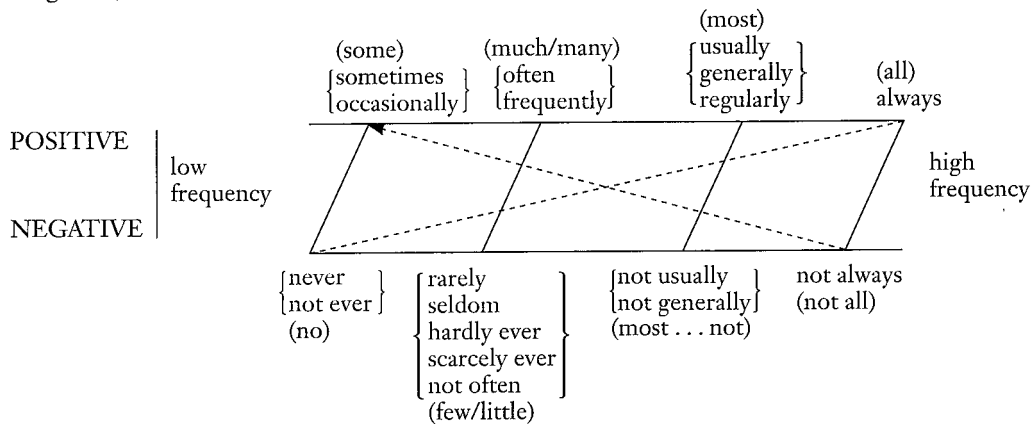 (some)
sometimes
occasionally
(much/many)
often
frequently
(most)
usually
generally
regularly
(all)
always
POSITIVE
NEGATIVE
low
frequency
high
frequency
never
not ever
(no)
rarely
seldom
hardly ever
scarcely ever
not often
(few/little)
not usually
not generally
(most . . . not)
not always
(not all)